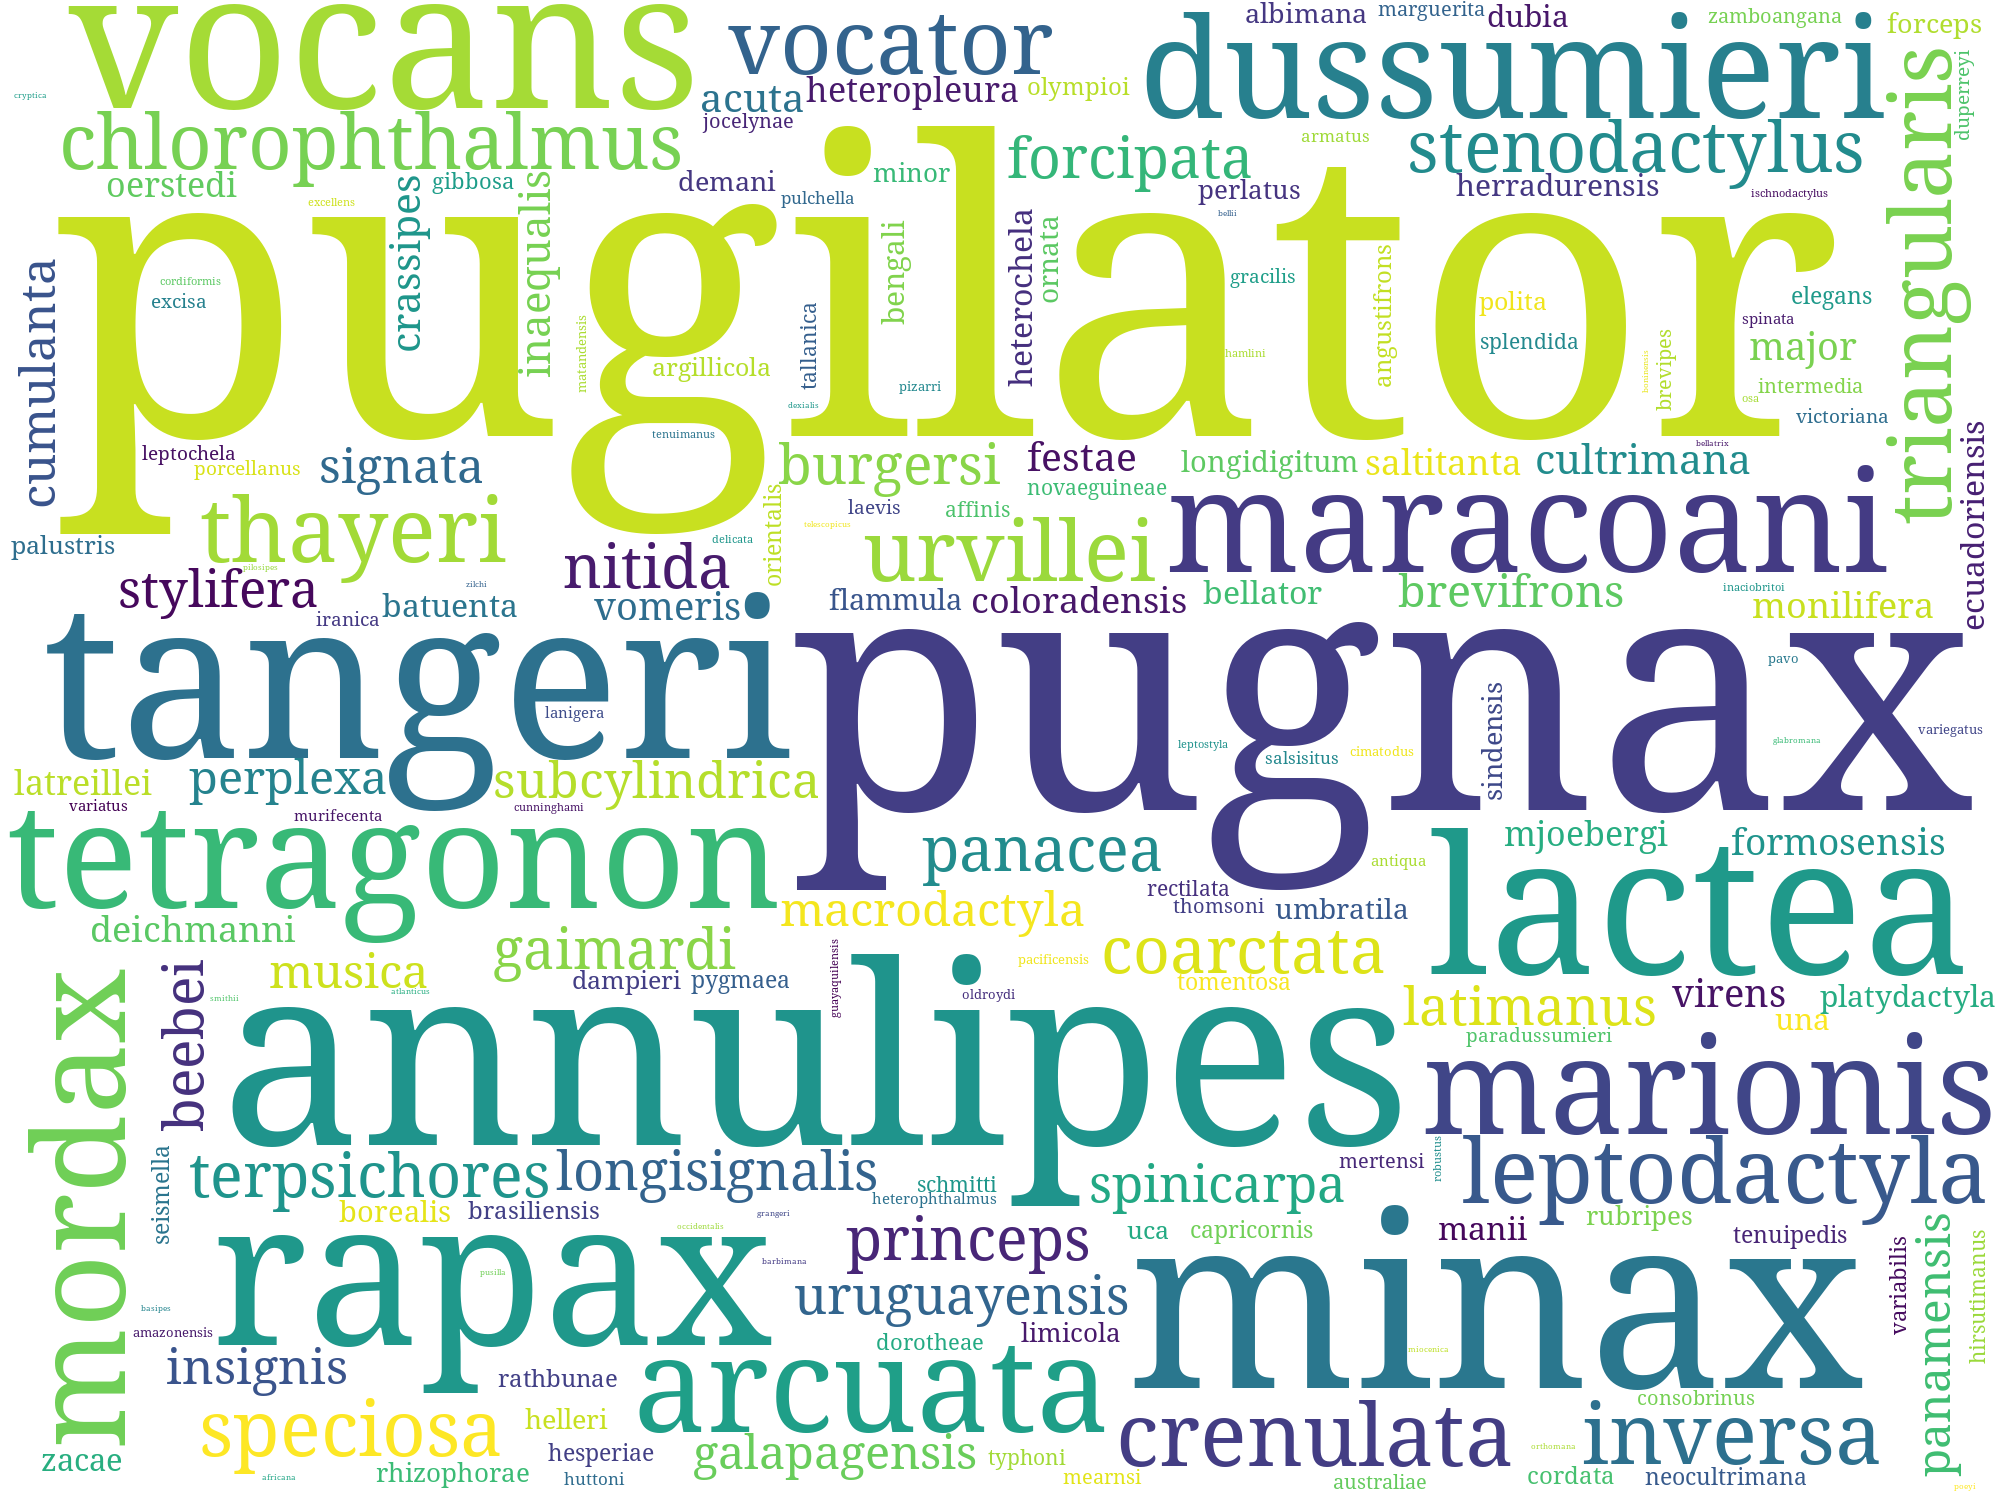 vocans
vocator
dussumieri
albimana
marguerita
dubia
zamboangana
forceps
cryptica
chlorophthalmus
acuta
heteropleura
olympioi
jocelynae
stenodactylus
triangularis
duperreyi
oerstedi
gibbosa
demani
minor
forcipata
armatus
perlatus
herradurensis
ischnodactylus
excellens
crassipes
inaequalis
pulchella
bellii
pugilator
cumulanta
cordiformis
excisa
matandensis
argillicola
tallanica
bengali
heterochela
ornata
gracilis
angustifrons
polita
splendida
elegans
spinata
major
hamlini
brevipes
intermedia
osa
victoriana
pizarri
dexialis
tenuimanus
bellatrix
leptochela
porcellanus
signata
burgersi
festae
longidigitum
saltitanta
cultrimana
ecuadoriensis
novaeguineae
thayeri
orientalis
laevis
affinis
maracoani
telescopicus
urvillei
palustris
delicata
nitida
pilosipes
stylifera
zilchi
iranica
batuenta
vomeris
flammula
coloradensis
bellator
brevifrons
inaciobritoi
monilifera
tangeri
pugnax
pavo
lanigera
sindensis
variegatus
glabromana
leptostyla
salsisitus
cimatodus
latreillei
perplexa
subcylindrica
variatus
murifecenta
cunninghami
tetragonon
panacea
mjoebergi
formosensis
antiqua
lactea
rectilata
thomsoni
umbratila
macrodactyla
deichmanni
gaimardi
coarctata
mordax
beebei
musica
dampieri
pygmaea
guayaquilensis
pacificensis
tomentosa
latimanus
virens
platydactyla
smithii
atlanticus
oldroydi
una
annulipes
paradussumieri
marionis
seismella
terpsichores
longisignalis
schmitti
heterophthalmus
spinicarpa
mertensi
robustus
leptodactyla
borealis
brasiliensis
grangeri
occidentalis
princeps
uca
capricornis
manii
rubripes
tenuipedis
panamensis
hirsutimanus
variabilis
rapax
barbimana
pusilla
minax
basipes
uruguayensis
amazonensis
dorotheae
limicola
miocenica
insignis
rathbunae
arcuata
consobrinus
speciosa
helleri
crenulata
inversa
zacae
hesperiae
galapagensis
typhoni
orthomana
africana
rhizophorae
huttoni
mearnsi
australiae
cordata
neocultrimana